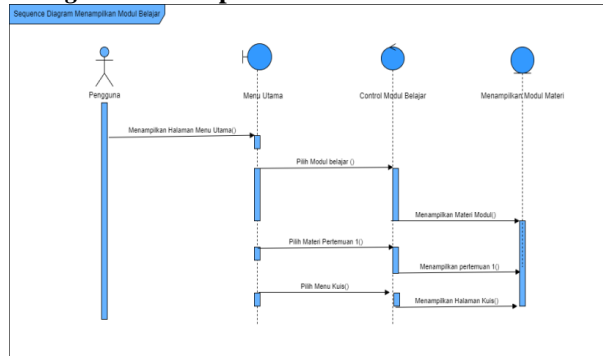 Sequence Diagram Menampilkan Modul Belajar
Pengguna
Menu Utama
Control Modul Belajar
Menampilkan Modul Materi
Menampilkan Halaman Menu Utama()
Pilih Modul belajar ()
Menampilkan Materi Modul()
Pilih Materi Pertemuan 1()
Menampilkan pertemuan 1()
Pilih Menu Kuis()
Menampilkan Halaman Kuis()